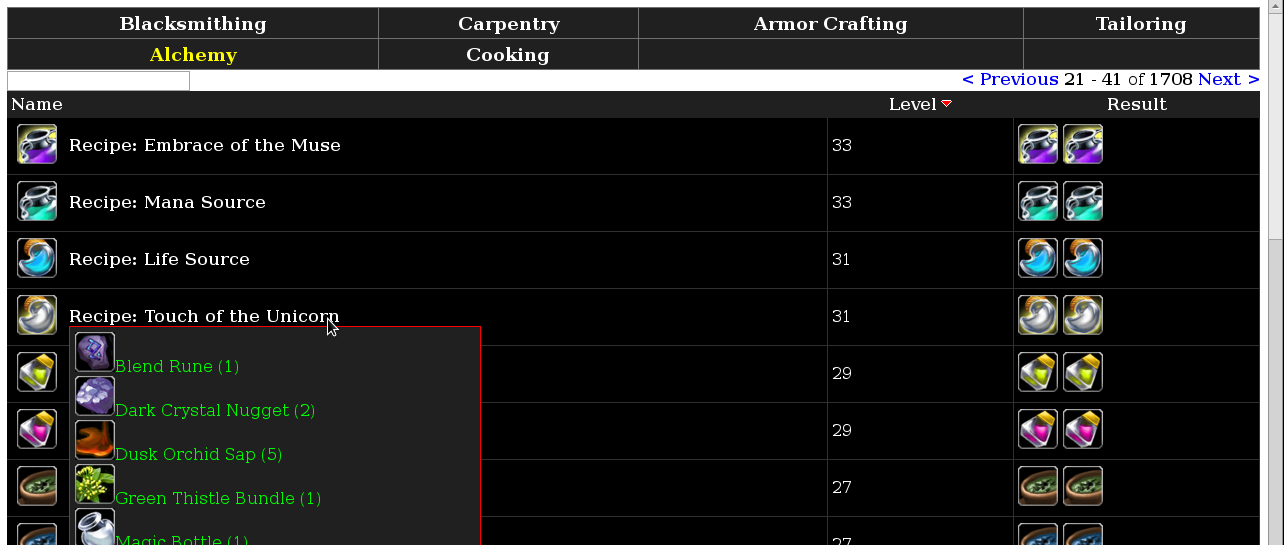 Blacksmithing Carpentry Armor Crafting Tailoring
Alchemy Cooking
< Previous 21 - 41 of 1708 Next >
Name Level Result
Recipe: Embrace of the Muse 33
Recipe: Mana Source 33
Recipe: Life Source 31
Recipe: Touch of the Unicorn 31
Blend Rune (1)
29
Dark Crystal Nugget (2)
29
Dusk Orchid Sap (5)
27
Green Thistle Bundle (1)
Magic Bottle (1)
27